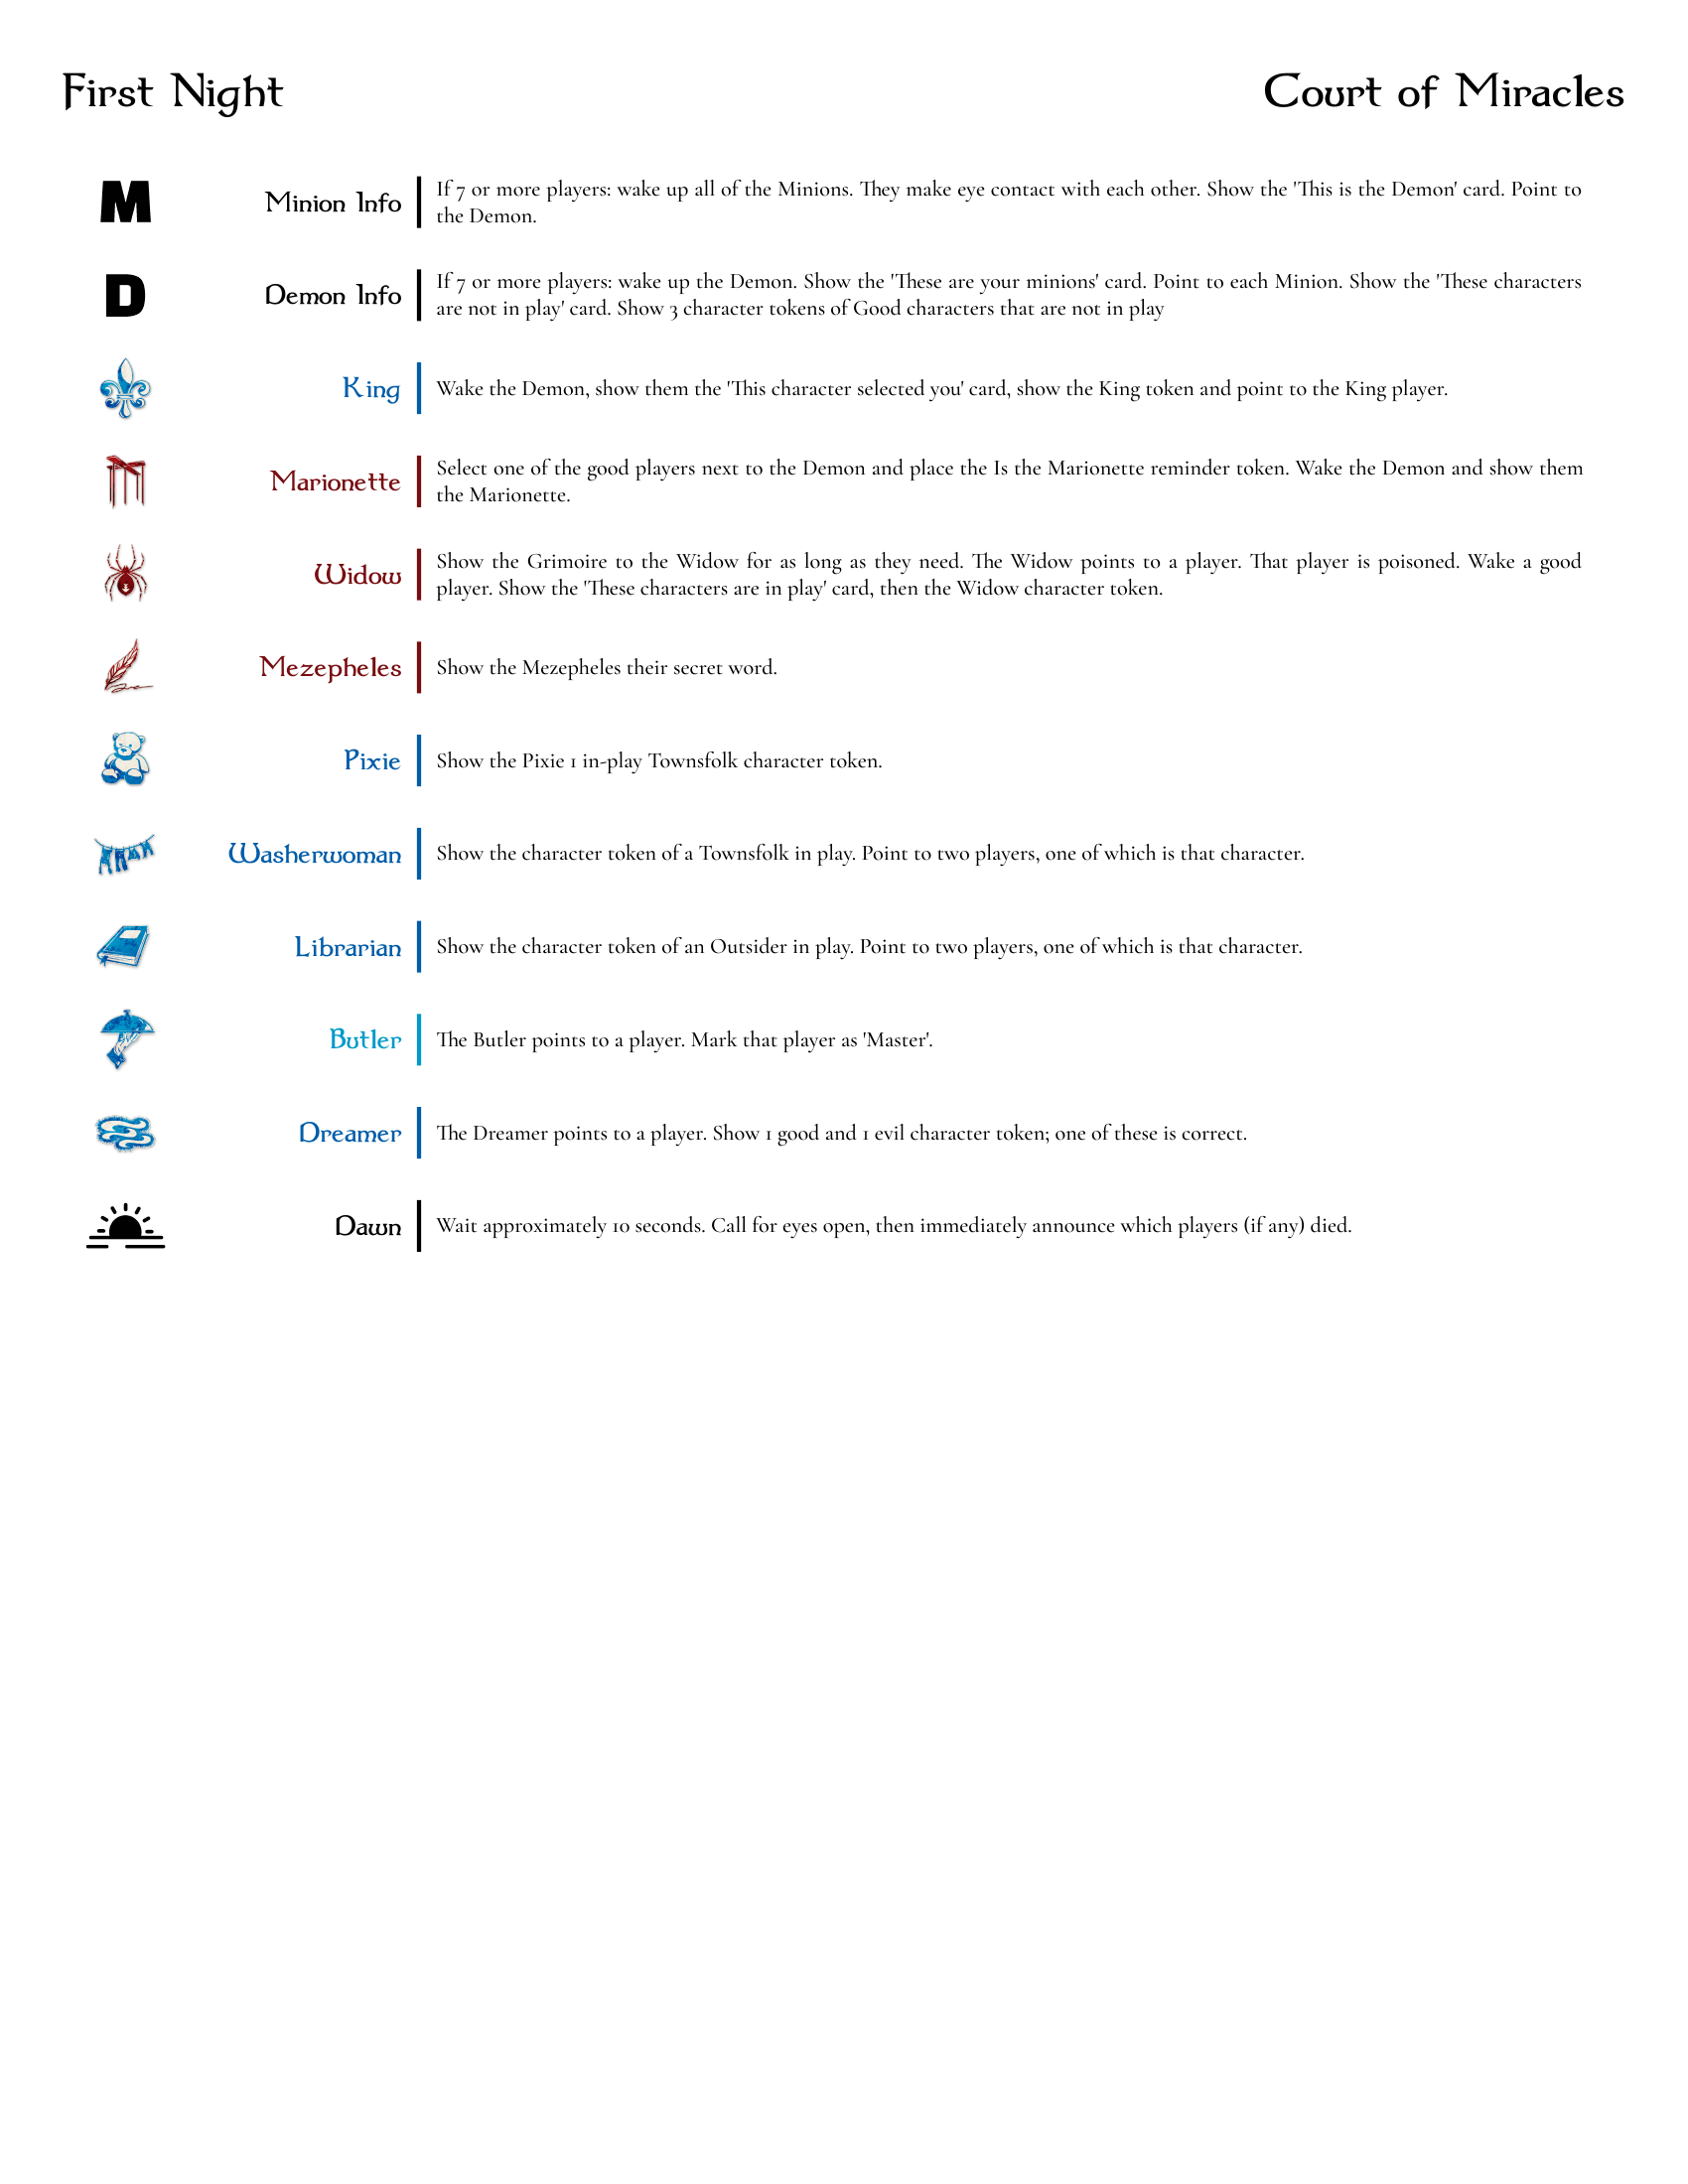 First Night
Court of Miracles
M
Minion Info
If 7 or more players: wake up all of the Minions. They make eye contact with each other. Show the 'This is the Demon' card. Point to
the Demon.
D
Demon Info
If 7 or more players: wake up the Demon. Show the 'These are your minions' card. Point to each Minion. Show the 'These characters
are not in play' card. Show 3 character tokens of Good characters that are not in play
King
Wake the Demon, show them the 'This character selected you' card, show the King token and point to the King player.
Marionette
Select one of the good players next to the Demon and place the Is the Marionette reminder token. Wake the Demon and show them
the Marionette.
Widow
Show the Grimoire to the Widow for as long as they need. The Widow points to a player. That player is poisoned. Wake a good
player. Show the 'These characters are in play' card, then the Widow character token.
Mezepheles
Show the Mezepheles their secret word.
Pixie
Show the Pixie 1 in-play Townsfolk character token.
Washerwoman
Show the character token of a Townsfolk in play. Point to two players, one of which is that character.
Librarian
Show the character token of an Outsider in play. Point to two players, one of which is that character.
Butler
The Butler points to a player. Mark that player as 'Master'.
Dreamer
The Dreamer points to a player. Show 1 good and 1 evil character token; one of these is correct.
Dawn
Wait approximately 10 seconds. Call for eyes open, then immediately announce which players (if any) died.